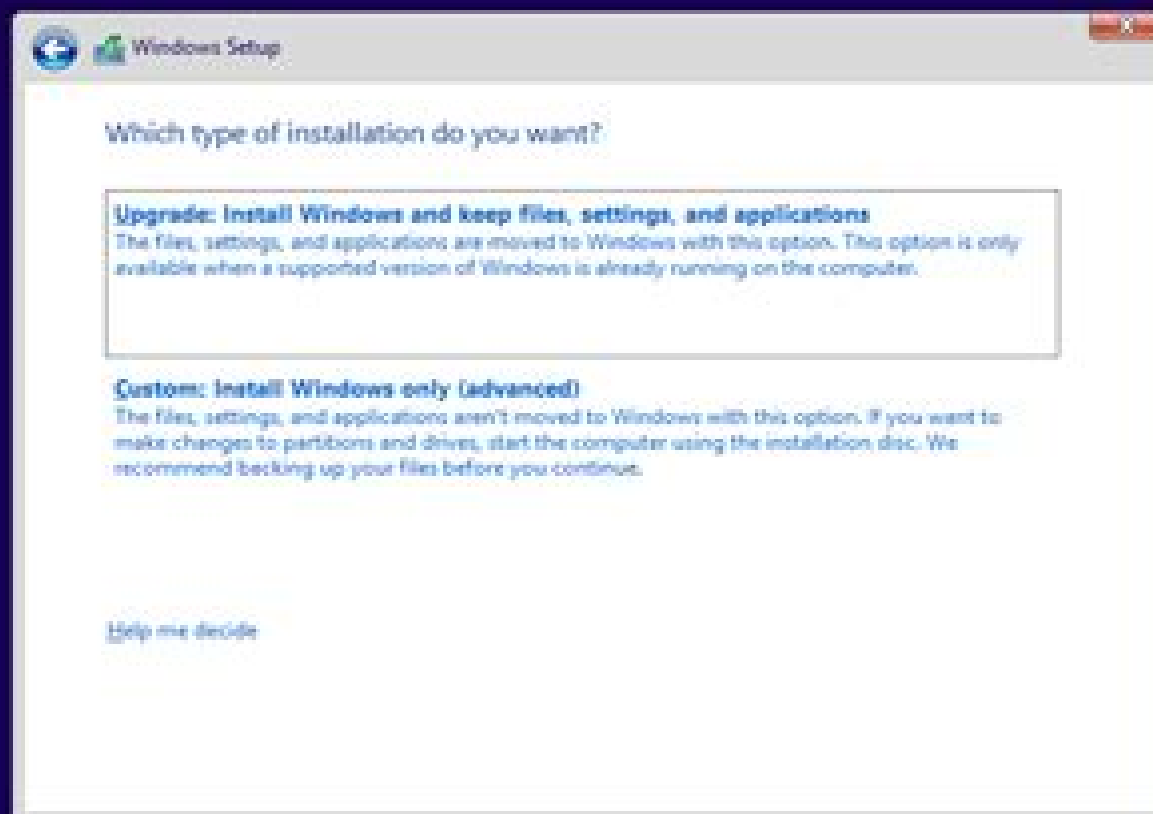 Windows Setup
Which type of installation do you want?
Upgrade: Install Windows and keep files, settings, and applications
The files, settings, and applications are moved to Windows with this option. This option is only
available when a supported version of Windows is already running on the computer.
Custom: Install Windows only (advanced)
The files, settings, and applications aren't moved to Windows with this option. If you want to
make changes to partitions and drives, start the computer using the installation disc. We
recommend backing up your files before you continue.
Help me decide